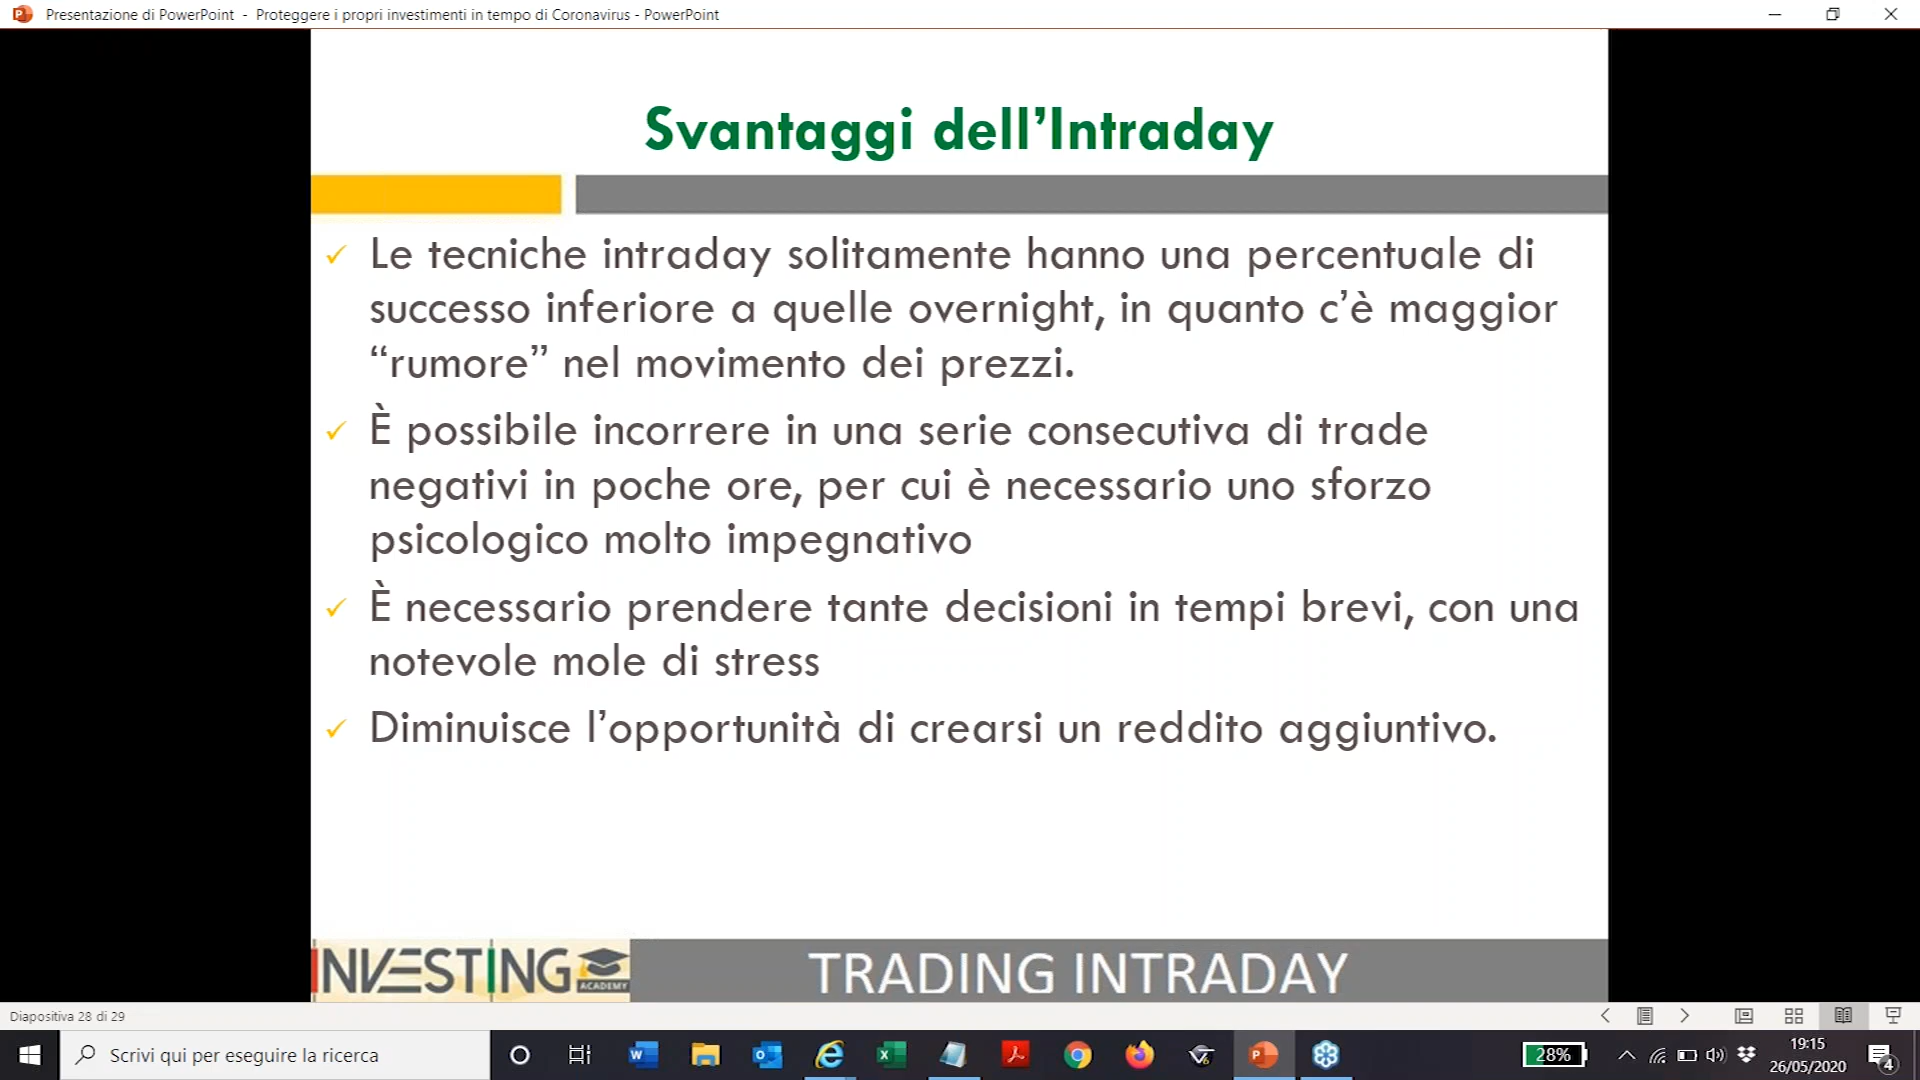 Presentazione di PowerPoint - Proteggere i propri investimenti in tempo di Coronavirus - PowerPoint
Svantaggi dell’Intraday
Le tecniche intraday solitamente hanno una percentuale di
successo inferiore a quelle overnight, in quanto c’è maggior
“rumore” nel movimento dei prezzi.
È possibile incorrere in una serie consecutiva di trade
negativi in poche ore, per cui è necessario uno sforzo
psicologico molto impegnativo
È necessario prendere tante decisioni in tempi brevi, con una
notevole mole di stress
Diminuisce l’opportunità di crearsi un reddito aggiuntivo.
INVESTING
ACADEMY
TRADING INTRADAY
Diapositiva 28 di 29
Scrivi qui per eseguire la ricerca
28%
19:15
26/05/2020
4